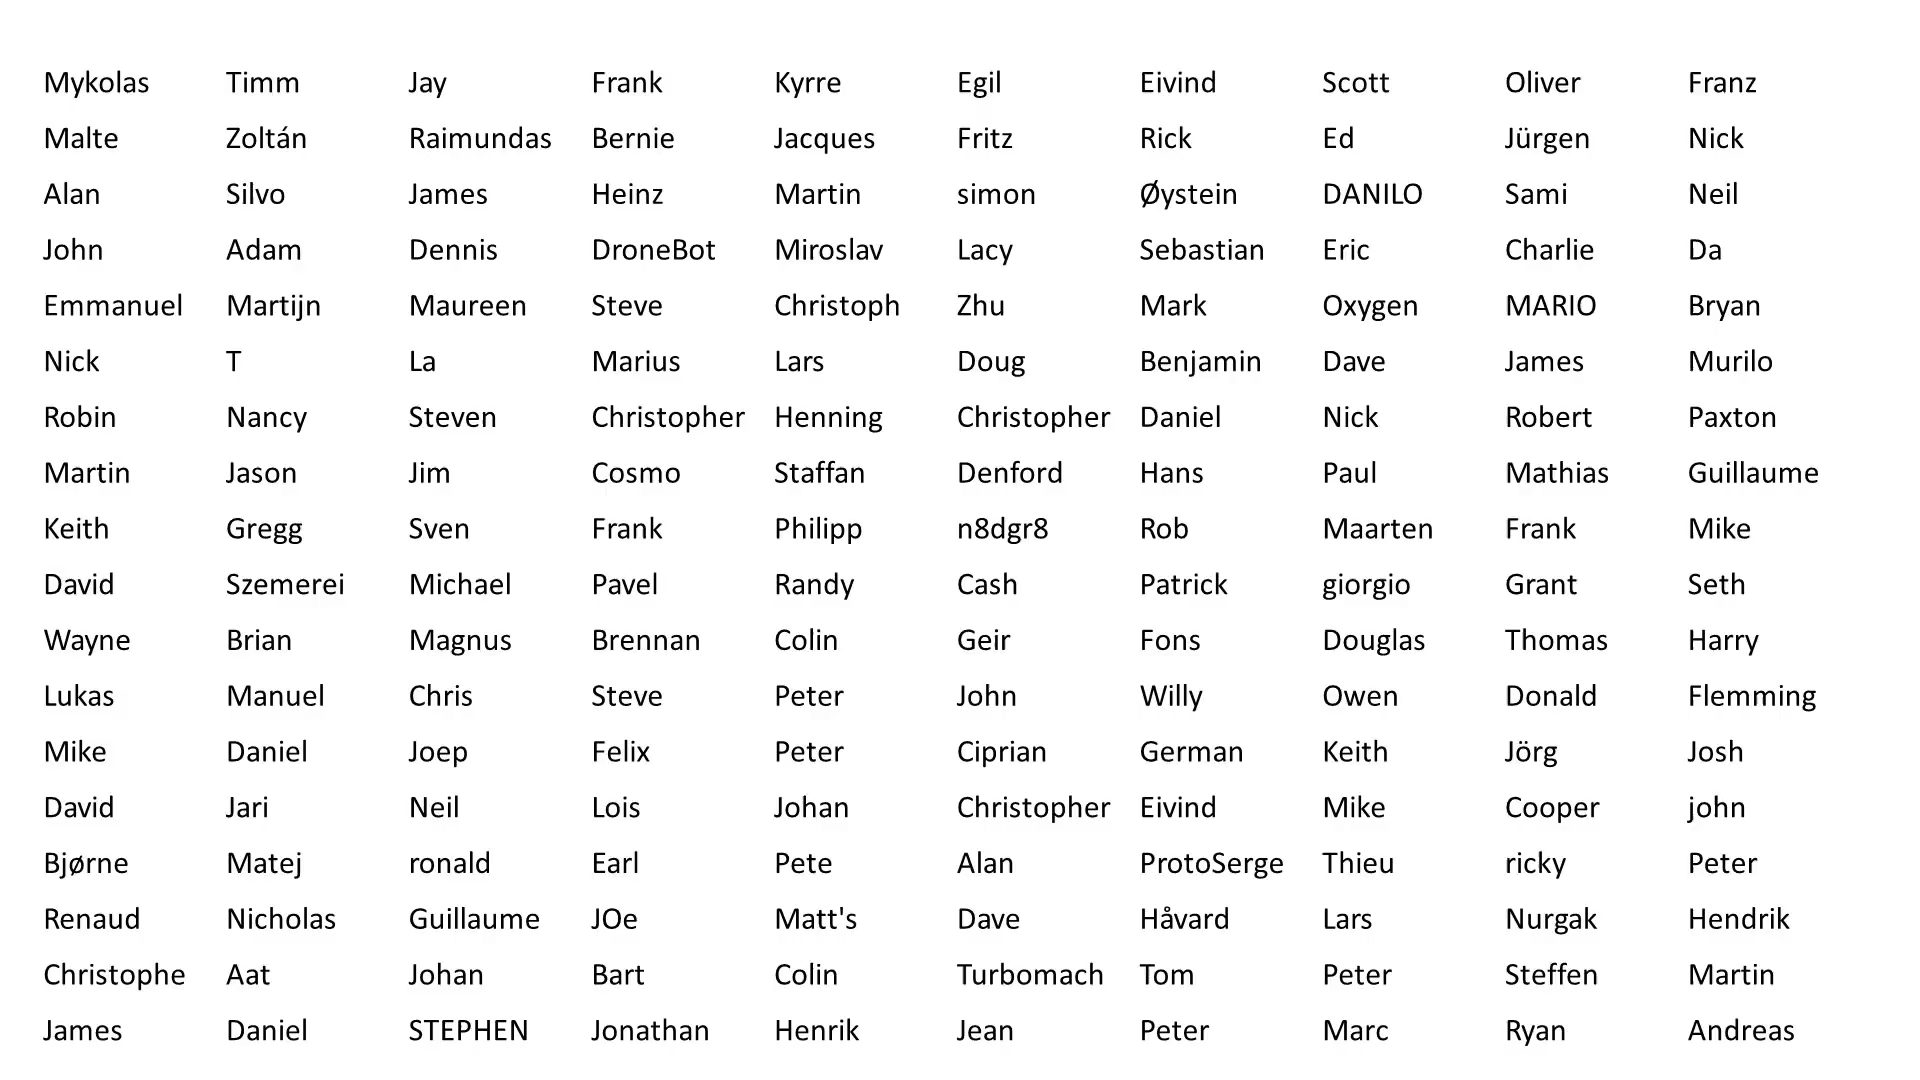 Mykolas Timm Jay Frank Kyrre Egil Eivind Scott Oliver Franz
Malte Zoltán Raimundas Bernie Jacques Fritz Rick Ed Jürgen Nick
Alan Silvo James Heinz Martin simon Øystein DANILO Sami Neil
John Adam Dennis DroneBot Miroslav Lacy Sebastian Eric Charlie Da
Emmanuel Martijn Maureen Steve Christoph Zhu Mark Oxygen MARIO Bryan
Nick T La Marius Lars Doug Benjamin Dave James Murilo
Robin Nancy Steven Christopher Henning Christopher Daniel Nick Robert Paxton
Martin Jason Jim Cosmo Staffan Denford Hans Paul Mathias Guillaume
Keith Gregg Sven Frank Philipp n8dgr8 Rob Maarten Frank Mike
David Szemerei Michael Pavel Randy Cash Patrick giorgio Grant Seth
Wayne Brian Magnus Brennan Colin Geir Fons Douglas Thomas Harry
Lukas Manuel Chris Steve Peter John Willy Owen Donald Flemming
Mike Daniel Joep Felix Peter Ciprian German Keith Jörg Josh
David Jari Neil Lois Johan Christopher Eivind Mike Cooper john
Bjørne Matej ronald Earl Pete Alan ProtoSerge Thieu ricky Peter
Renaud Nicholas Guillaume JOe Matt's Dave Håvard Lars Nurgak Hendrik
Christophe Aat Johan Bart Colin Turbomach Tom Peter Steffen Martin
James Daniel STEPHEN Jonathan Henrik Jean Peter Marc Ryan Andreas